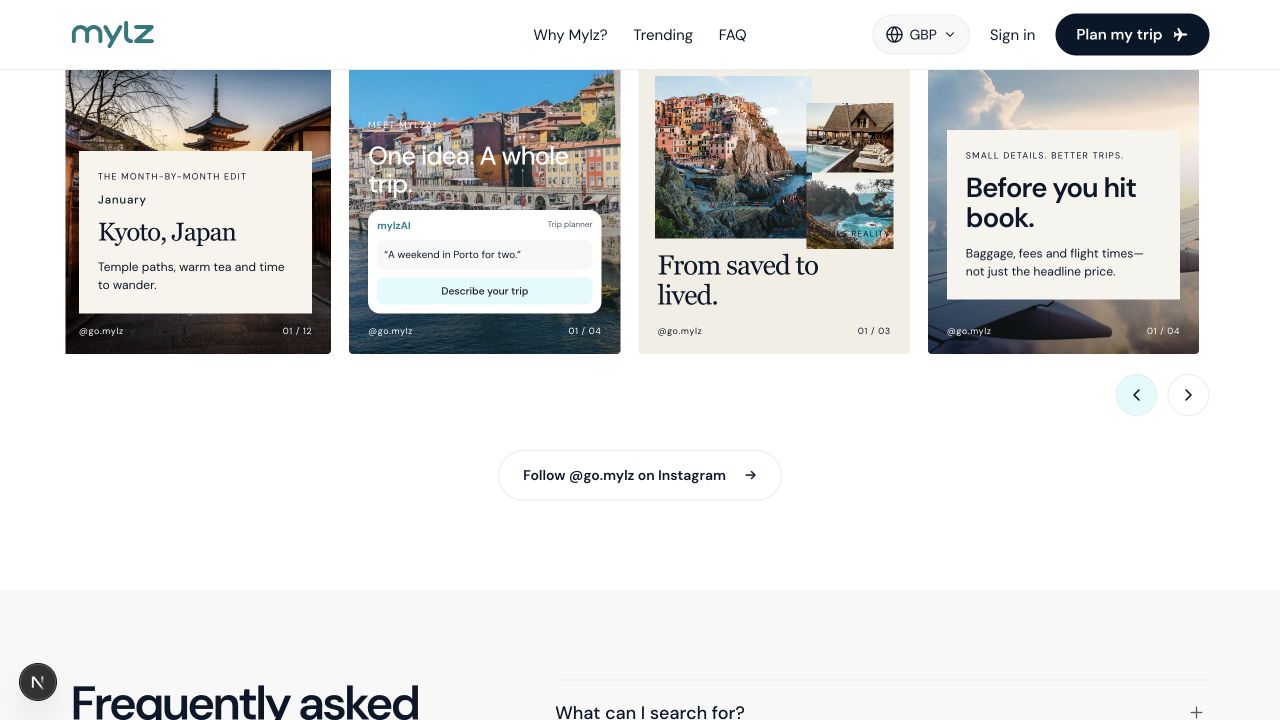 mylz
Why Mylz?
Trending
FAQ
GBP
Sign in
Plan my trip
THE MONTH-BY-MONTH EDIT
January
Kyoto, Japan
Temple paths, warm tea and time
to wander.
@go.mylz
01 / 12
MEET MYLZAI
One idea. A whole
trip.
mylzAI
Trip planner
“A weekend in Porto for two.”
Describe your trip
@go.mylz
01 / 04
REALITY
From saved to
lived.
@go.mylz
01 / 03
SMALL DETAILS. BETTER TRIPS.
Before you hit
book.
Baggage, fees and flight times—
not just the headline price.
@go.mylz
01 / 04
Follow @go.mylz on Instagram
N
Frequently asked
What can I search for?